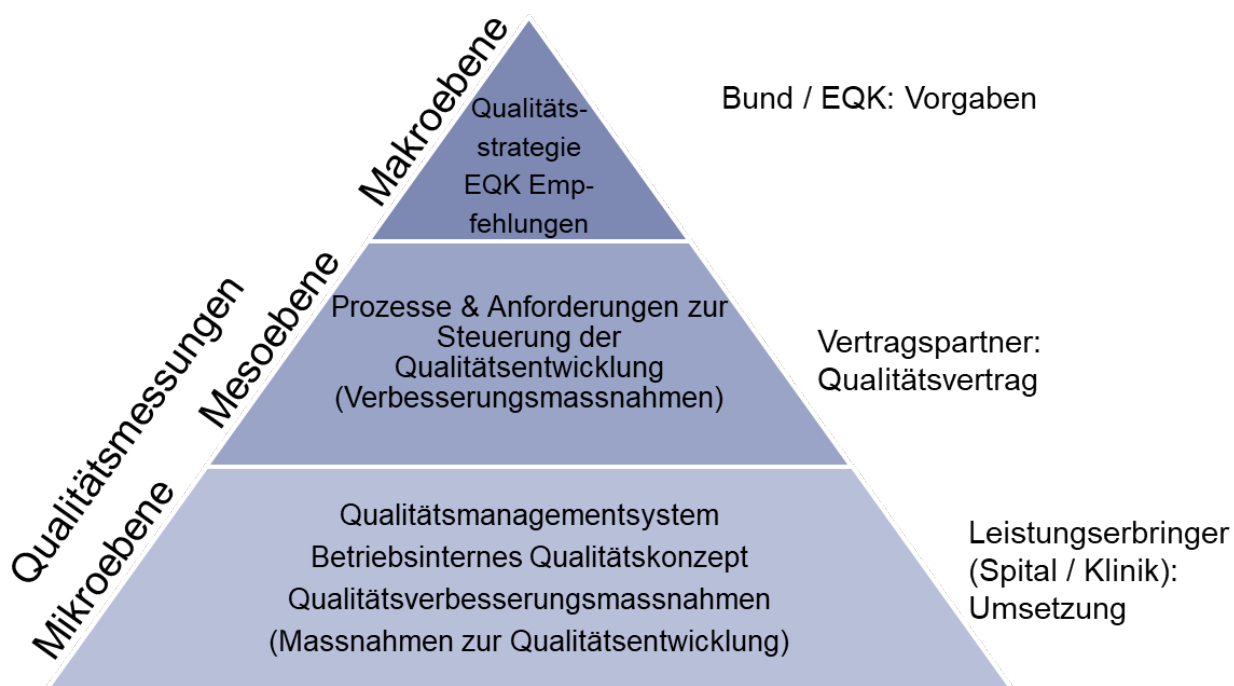 Makroebene
Qualitäts-
strategie
EQK Emp-
fehlungen
Bund / EQK: Vorgaben
Qualitätsmessungen
Mesoebene
Prozesse & Anforderungen zur
Steuerung der
Qualitätsentwicklung
(Verbesserungsmassnahmen)
Vertragspartner:
Qualitätsvertrag
Mikroebene
Qualitätsmanagementsystem
Betriebsinternes Qualitätskonzept
Qualitätsverbesserungsmassnahmen
(Massnahmen zur Qualitätsentwicklung)
Leistungserbringer
(Spital / Klinik):
Umsetzung